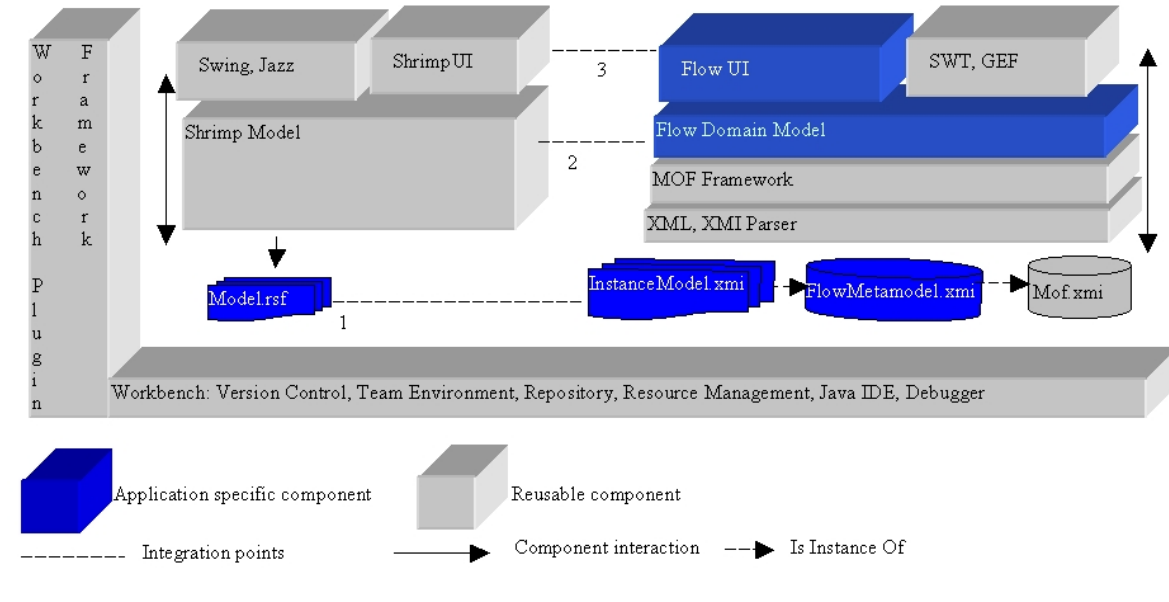 Workbench Plugin
Framework
Swing, Jazz
Shrimp UI
3
Flow UI
SWT, GEF
Shrimp Model
2
Flow Domain Model
MOF Framework
XML, XMI Parser
Model.rsf
1
InstanceModel.xmi
FlowMetamodel.xmi
Mof.xmi
Workbench: Version Control, Team Environment, Repository, Resource Management, Java IDE, Debugger
Application specific component
Reusable component
Integration points
Component interaction
Is Instance Of